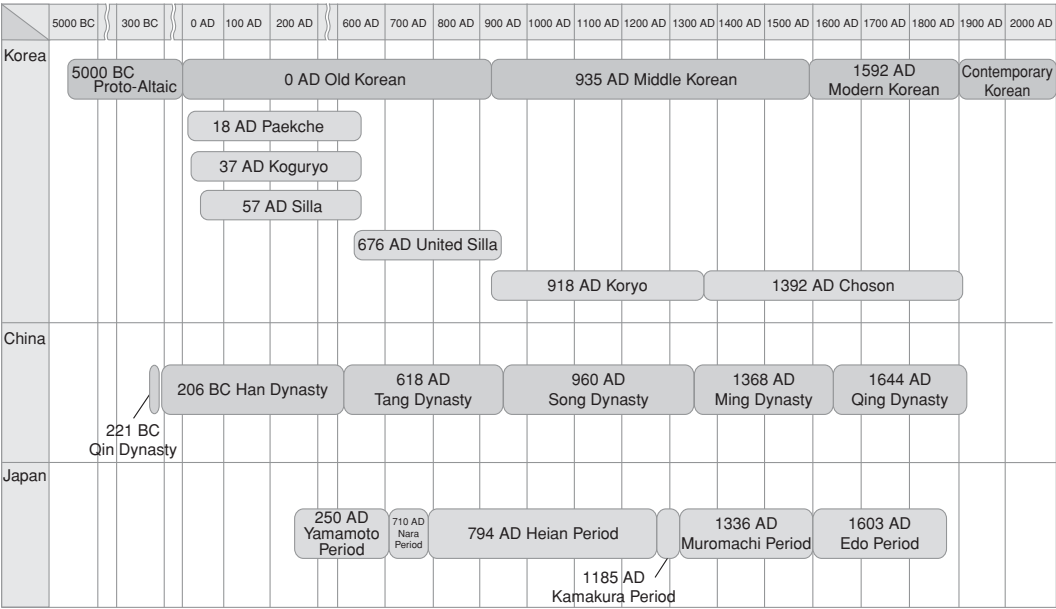 5000 BC 300 BC 0 AD 100 AD 200 AD 600 AD 700 AD 800 AD 900 AD 1000 AD 1100 AD 1200 AD 1300 AD 1400 AD 1500 AD 1600 AD 1700 AD 1800 AD 1900 AD 2000 AD
Korea
5000 BC
Proto-Altaic
0 AD Old Korean
935 AD Middle Korean
1592 AD
Modern Korean
Contemporary
Korean
18 AD Paekche
37 AD Koguryo
57 AD Silla
676 AD United Silla
918 AD Koryo
1392 AD Choson
China
221 BC
Qin Dynasty
206 BC Han Dynasty
618 AD
Tang Dynasty
960 AD
Song Dynasty
1368 AD
Ming Dynasty
1644 AD
Qing Dynasty
Japan
250 AD
Yamamoto
Period
710 AD
Nara
Period
794 AD Heian Period
1185 AD
Kamakura Period
1336 AD
Muromachi Period
1603 AD
Edo Period